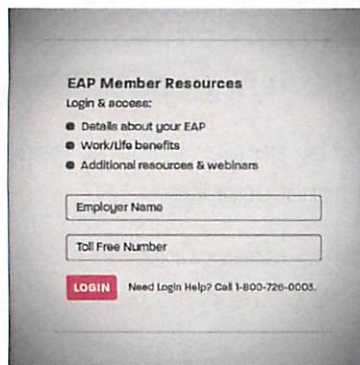 EAP Member Resources
Login & access:
Details about your EAP
Work/Life benefits
Additional resources & webinars
Employer Name
Toll Free Number
LOGIN Need Login Help? Call 1-800-726-0003.